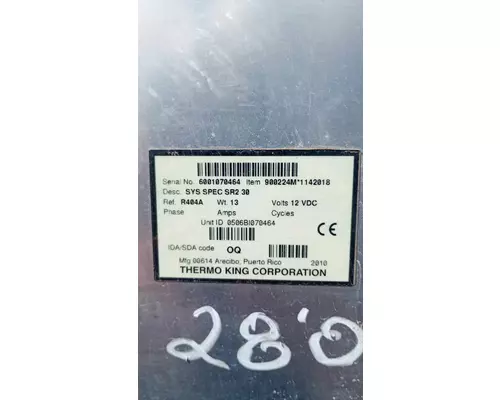 Serial No. 6001070464 Item 900224M*1142018
Desc. SYS SPEC SR2 30
Ref. R404A Wt. 13 Volts 12 VDC
Phase Amps Cycles
Unit ID 0506BI070464
IDA/SDA code OQ
Mfg 00614 Arecibo, Puerto Rico 2010
THERMO KING CORPORATION
CE
28'0